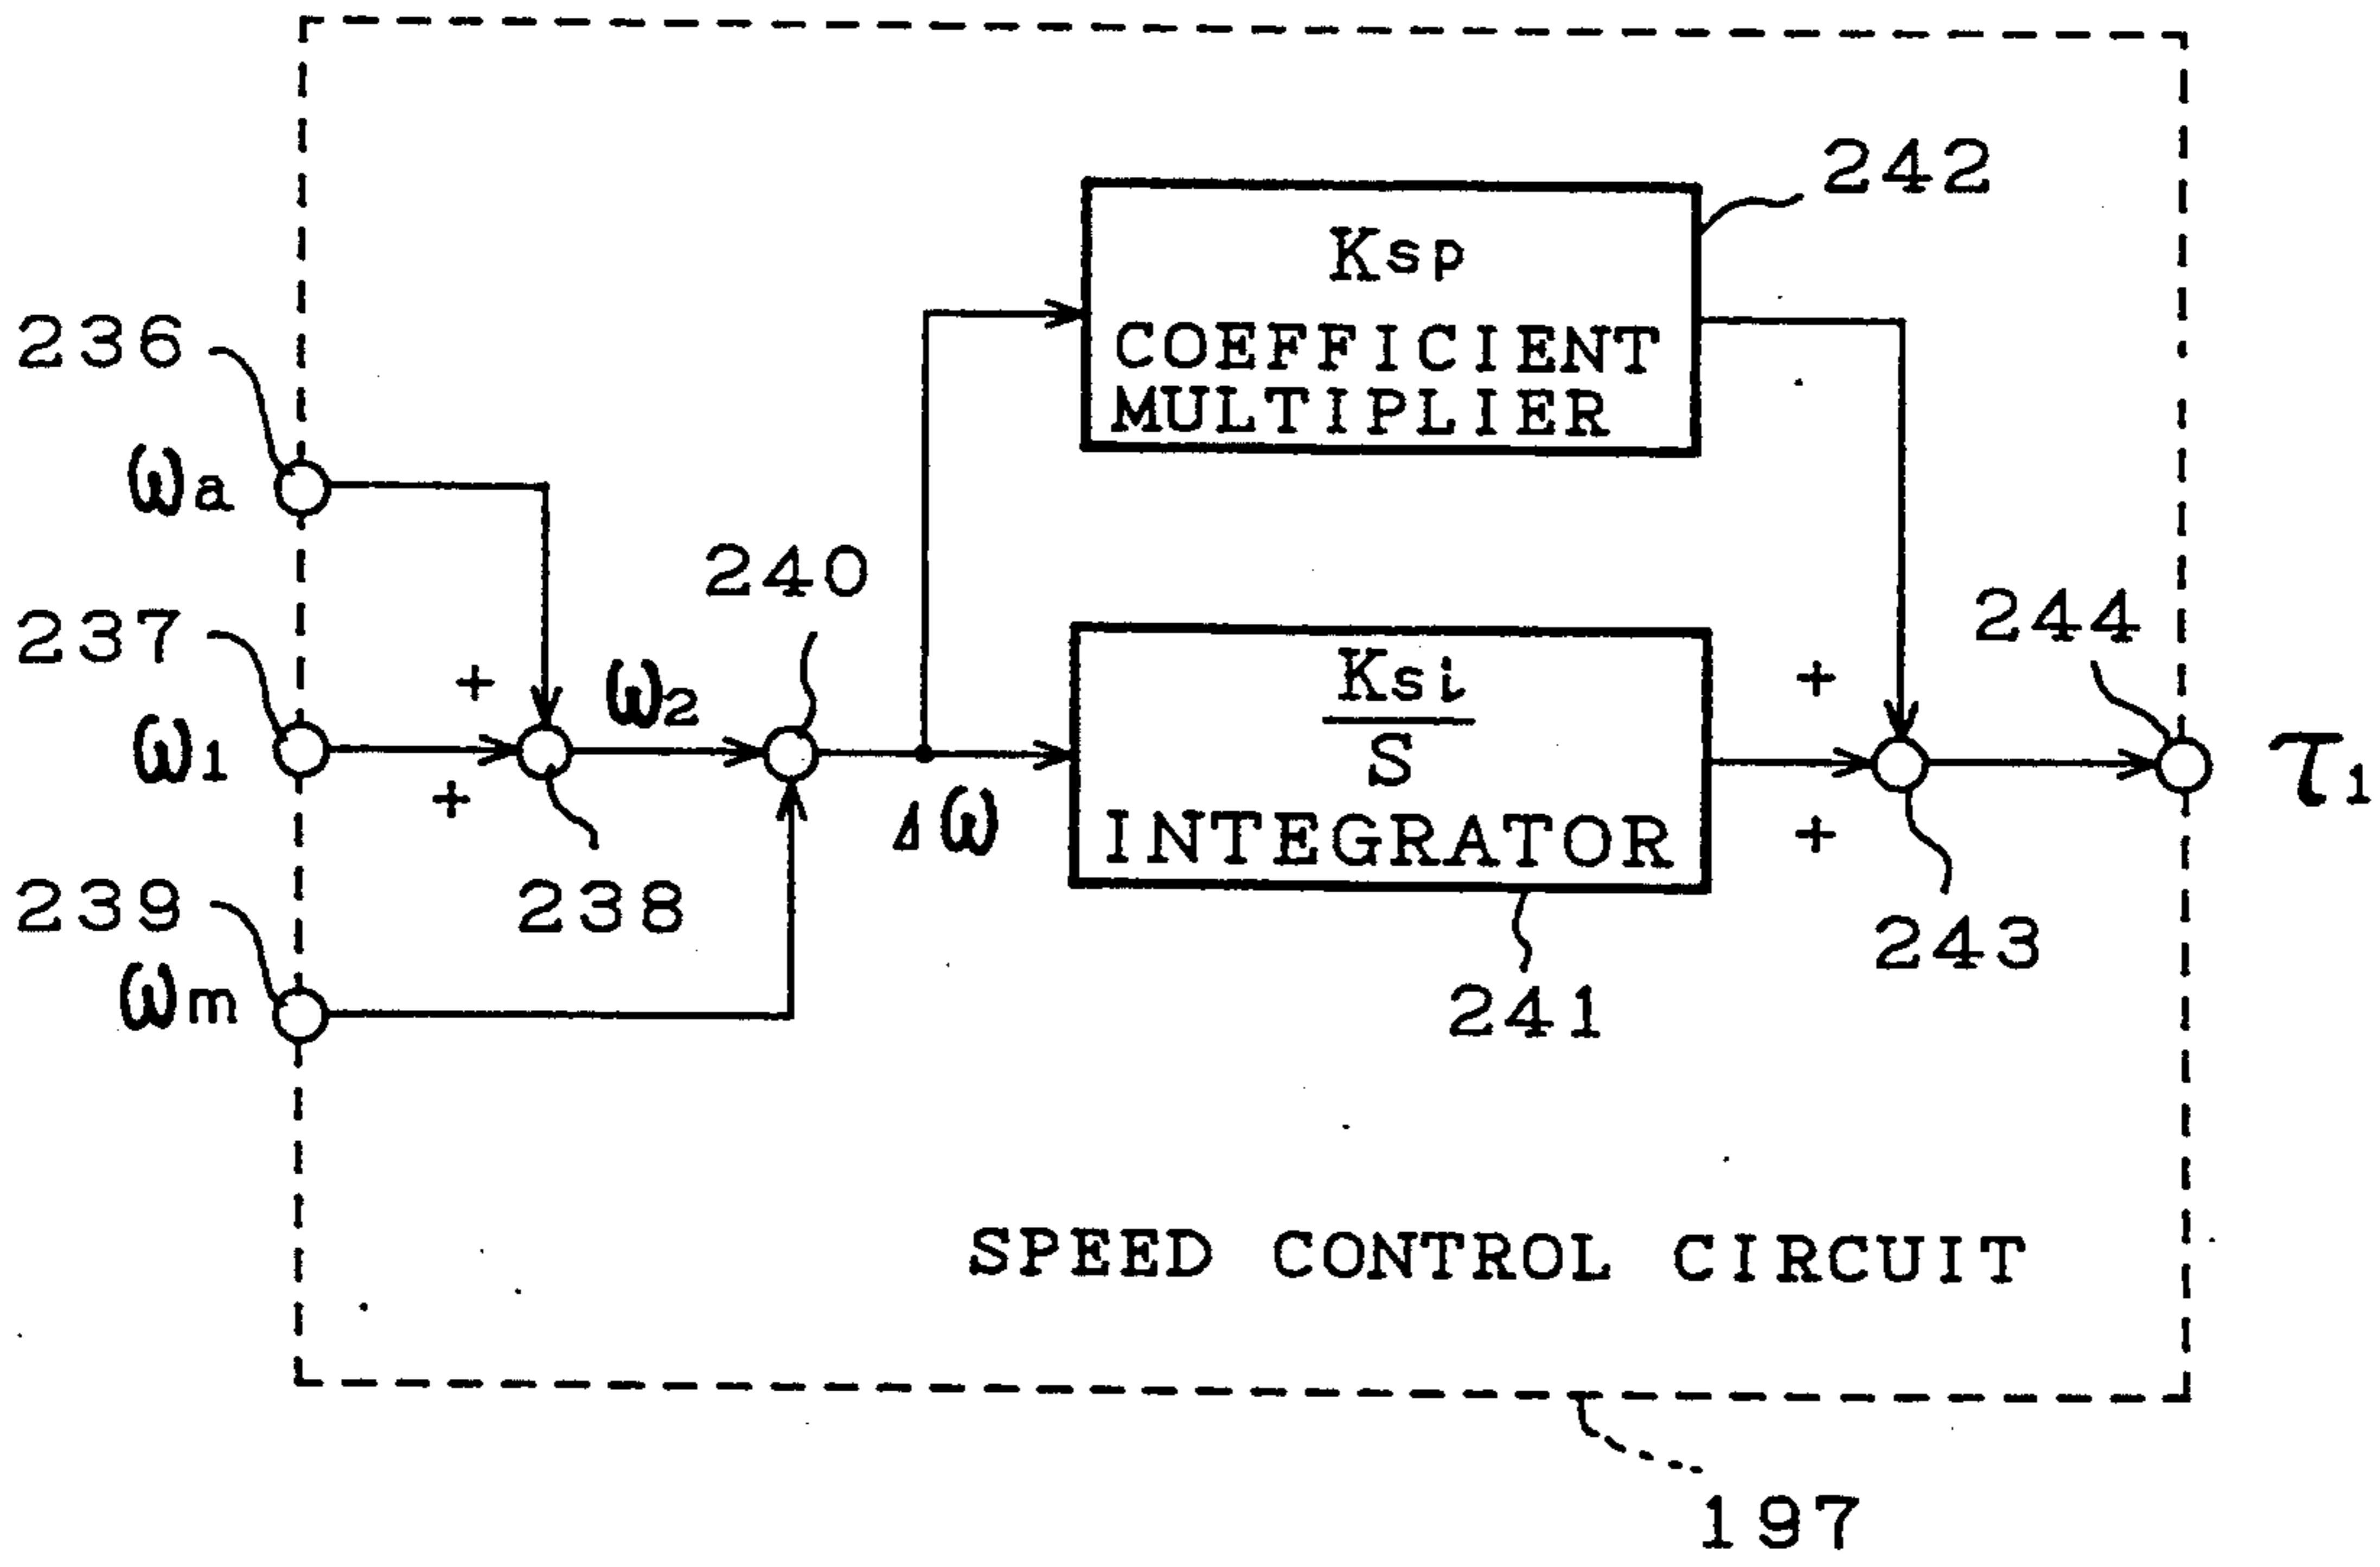 242
Ksp
COEFFICIENT
MULTIPLIER
236
ωa
240
237
+
ω2
244
Ksi
S
INTEGRATOR
+
ω1
+
Δω
+
τ1
239
238
243
ωm
241
SPEED CONTROL CIRCUIT
197